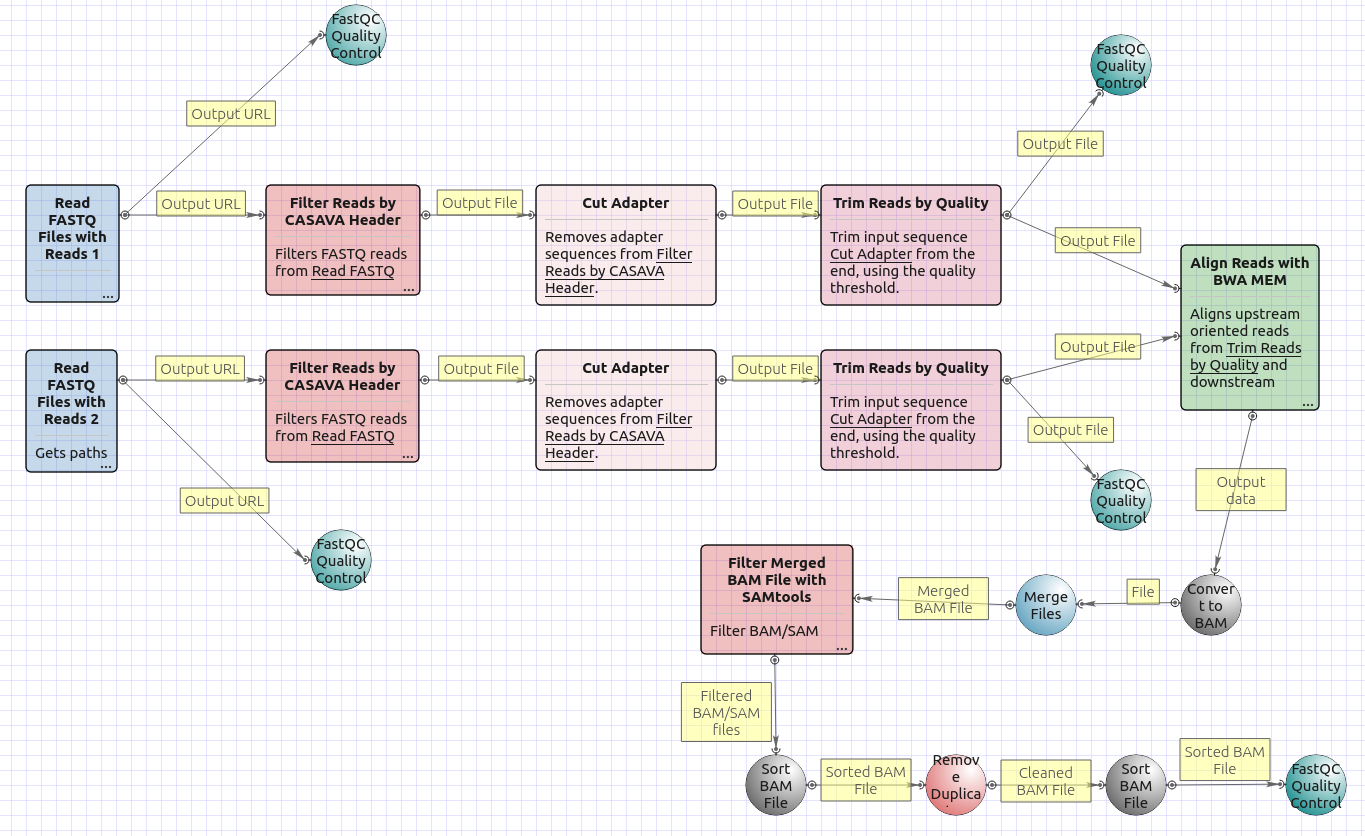 FastQC
Quality
Control
FastQC
Quality
Control
Output URL
Output File
Read
FASTQ
Files with
Reads 1
...
Output URL
Filter Reads by
CASAVA Header
Filters FASTQ reads
from Read FASTQ
...
Output File
Cut Adapter
Removes adapter
sequences from Filter
Reads by CASAVA
Header.
Output File
Trim Reads by Quality
Trim input sequence
Cut Adapter from the
end, using the quality
threshold.
Output File
Align Reads with
BWA MEM
Aligns upstream
oriented reads
from Trim Reads
by Quality and
downstream
...
Read
FASTQ
Files with
Reads 2
Gets paths
...
Output URL
Filter Reads by
CASAVA Header
Filters FASTQ reads
from Read FASTQ
...
Output File
Cut Adapter
Removes adapter
sequences from Filter
Reads by CASAVA
Header.
Output File
Trim Reads by Quality
Trim input sequence
Cut Adapter from the
end, using the quality
threshold.
Output File
Output File
FastQC
Quality
Control
Output URL
FastQC
Quality
Control
Output
data
Conver
t to
BAM
File
Merge
Files
Merged
BAM File
Filter Merged
BAM File with
SAMtools
Filter BAM/SAM
...
Filtered
BAM/SAM
files
Sort
BAM
File
Sorted BAM
File
Remov
e
Duplica
Cleaned
BAM File
Sort
BAM
File
Sorted BAM
File
FastQC
Quality
Control